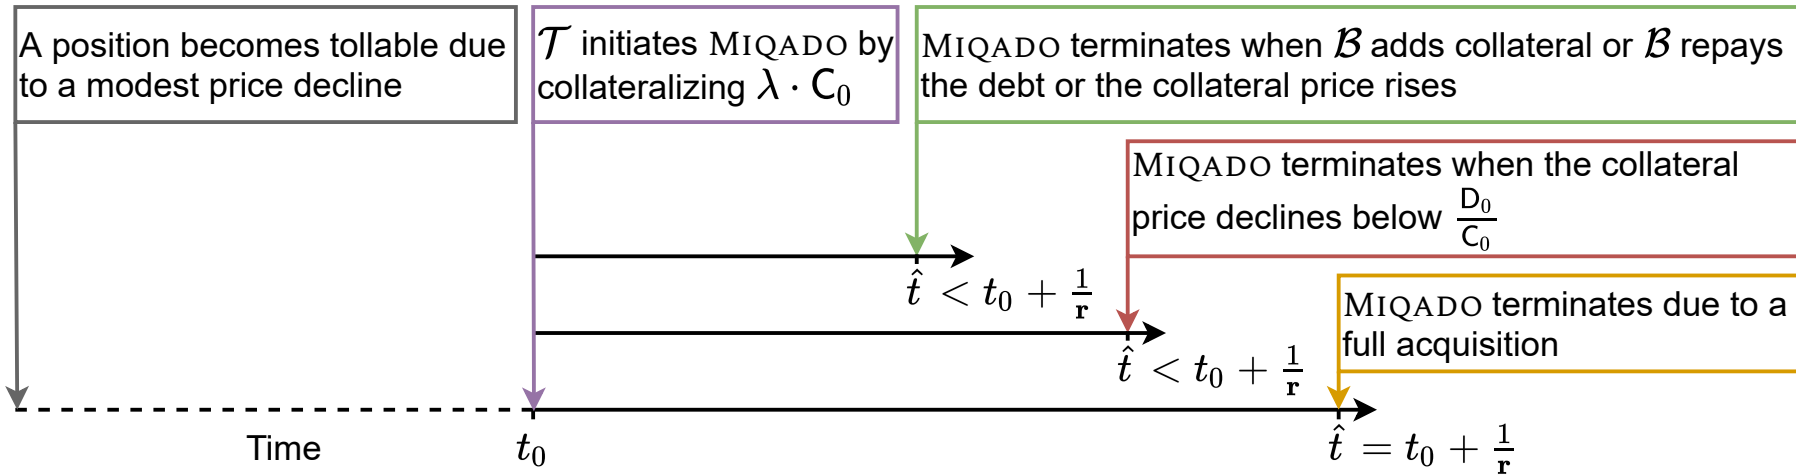 A position becomes tollable due
to a modest price decline
𝒯 initiates MIQADO by
collateralizing λ · C₀
MIQADO terminates when ℬ adds collateral or ℬ repays
the debt or the collateral price rises
MIQADO terminates when the collateral
price declines below D₀/C₀
t̂ < t₀ + 1/r
MIQADO terminates due to a
full acquisition
t̂ < t₀ + 1/r
Time
t₀
t̂ = t₀ + 1/r